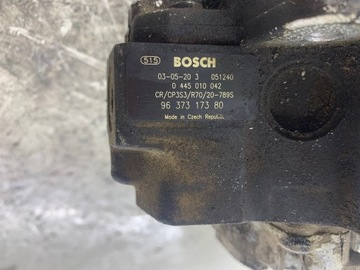 515 BOSCH
03-05-20 3 051240
0 445 010 042
CR/CP3S3/R70/20-789S
96 373 173 80
Made in Czech Republic